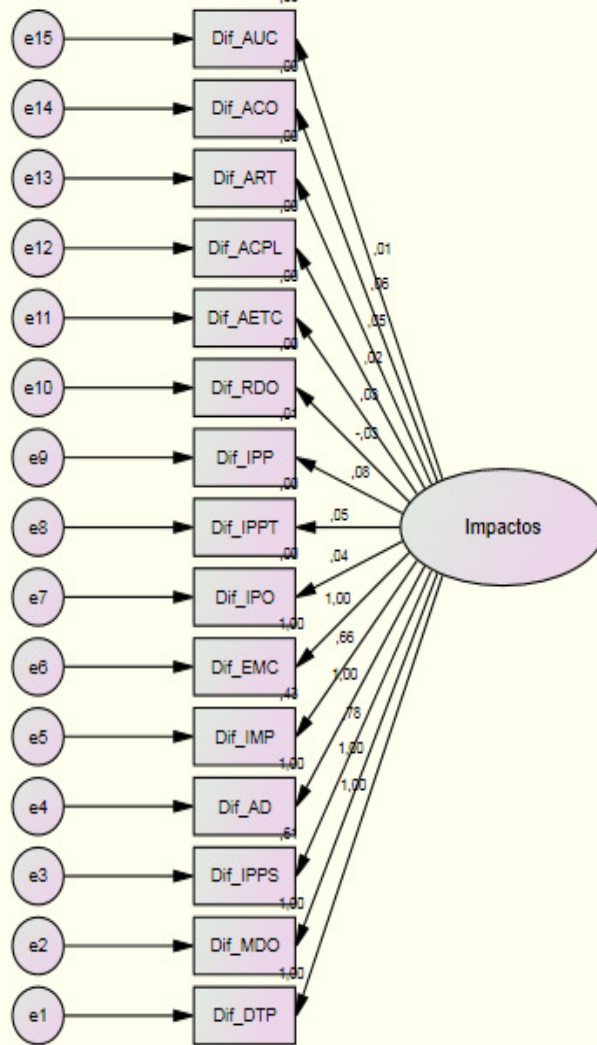 e15
Dif_AUC
,00
e14
Dif_ACO
,00
e13
Dif_ART
,00
e12
Dif_ACPL
,00
e11
Dif_AETC
,00
e10
Dif_RDO
,01
e9
Dif_IPP
,00
e8
Dif_IPPT
,00
e7
Dif_IPO
1,00
e6
Dif_EMC
,43
e5
Dif_IMP
1,00
e4
Dif_AD
,61
e3
Dif_IPPS
1,00
e2
Dif_MDO
1,00
e1
Dif_DTP
,01
,06
,05
,02
,03
-,03
,08
,05
,04
1,00
,66
1,00
,78
1,00
1,00
Impactos